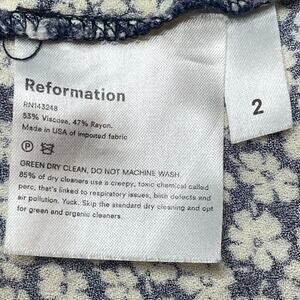 Reformation
RN143248
53% Viscose, 47% Rayon.
Made in USA of imported fabric
P
GREEN DRY CLEAN, DO NOT MACHINE WASH
85% of dry cleaners use a creepy, toxic chemical called
perc, that's linked to respiratory issues, birth defects and
air pollution. Yuck. Skip the standard dry cleaning and opt
for green and organic cleaners.
2